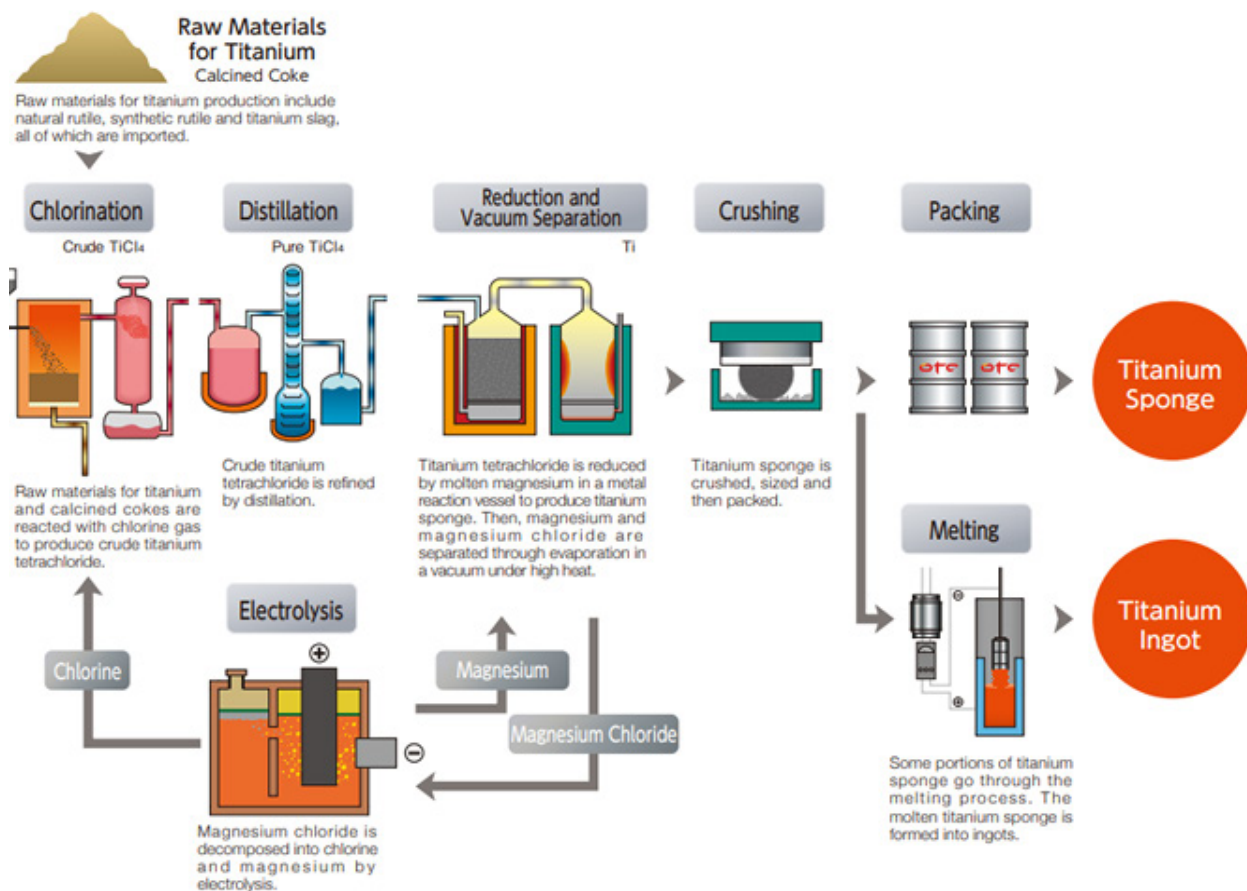 Raw Materials
for Titanium
Calcined Coke
Raw materials for titanium production include
natural rutile, synthetic rutile and titanium slag,
all of which are imported.
Chlorination
Crude TiCl4
Raw materials for titanium
and calcined cokes are
reacted with chlorine gas
to produce crude titanium
tetrachloride.
Distillation
Pure TiCl4
Crude titanium
tetrachloride is refined
by distillation.
Reduction and
Vacuum Separation
Ti
Titanium tetrachloride is reduced
by molten magnesium in a metal
reaction vessel to produce titanium
sponge. Then, magnesium and
magnesium chloride are
separated through evaporation in
a vacuum under high heat.
Crushing
Titanium sponge is
crushed, sized and
then packed.
Packing
otc otc
Titanium
Sponge
Melting
⊖
⊕
Some portions of titanium
sponge go through the
melting process. The
molten titanium sponge is
formed into ingots.
Titanium
Ingot
Electrolysis
⊕
⊖
Chlorine
Magnesium
Magnesium Chloride
Magnesium chloride is
decomposed into chlorine
and magnesium by
electrolysis.